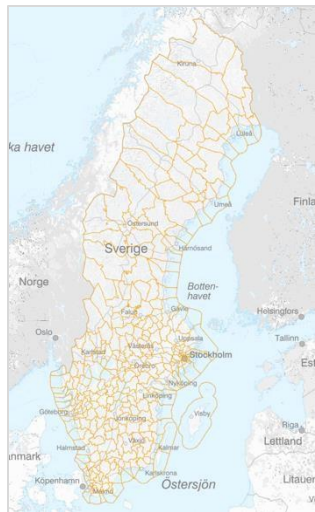 Kiruna
ka havet
Luleå
Umeå
Östersund
Sverige
Härnösand
Finla
Norge
Botten-
havet
Gävle
Falun
Helsingfors
Oslo
Uppsala
Tallinn
Karlstad
Västerås
Örebro
Stockholm
Est
Nyköping
Linköping
Göteborg
Visby
Jönköping
Riga
Växjö
Lettland
Halmstad
Kalmar
anmark
Karlskrona
Litauer
Köpenhamn
Östersjön
Malmö